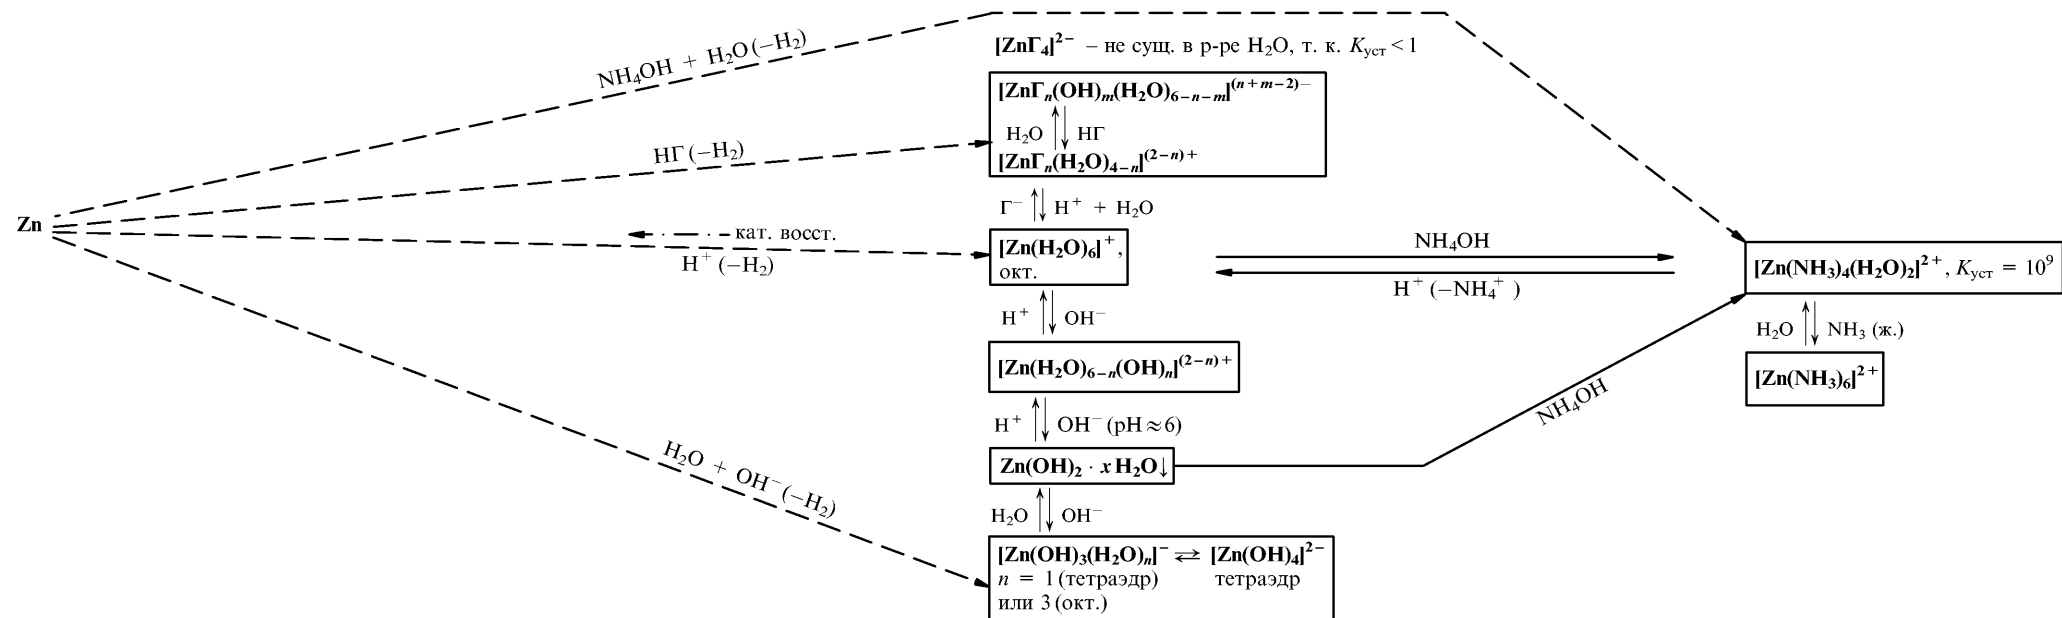 NH₄OH + H₂O (−H₂)
[ZnГ₄]²⁻ – не сущ. в р-ре H₂O, т. к. Kуст < 1
[ZnГₙ(OH)ₘ(H₂O)₆₋ₙ₋ₘ]⁽ⁿ⁺ᵐ⁻²⁾⁻
H₂O ↑↓ HГ
[ZnГₙ(H₂O)₄₋ₙ]⁽²⁻ⁿ⁾⁺
HГ (−H₂)
Г⁻ ↑↓ H⁺ + H₂O
Zn
кат. восст.
H⁺ (−H₂)
[Zn(H₂O)₆]⁺,
окт.
NH₄OH
H⁺ (−NH₄⁺)
[Zn(NH₃)₄(H₂O)₂]²⁺, Kуст = 10⁹
H⁺ ↑↓ OH⁻
H₂O ↑↓ NH₃ (ж.)
[Zn(H₂O)₆₋ₙ(OH)ₙ]⁽²⁻ⁿ⁾⁺
[Zn(NH₃)₆]²⁺
H⁺ ↑↓ OH⁻ (pH ≈ 6)
NH₄OH
Zn(OH)₂ · x H₂O↓
H₂O + OH⁻ (−H₂)
H₂O ↑↓ OH⁻
[Zn(OH)₃(H₂O)ₙ]⁻ ⇄ [Zn(OH)₄]²⁻
n = 1 (тетраэдр) тетраэдр
или 3 (окт.)